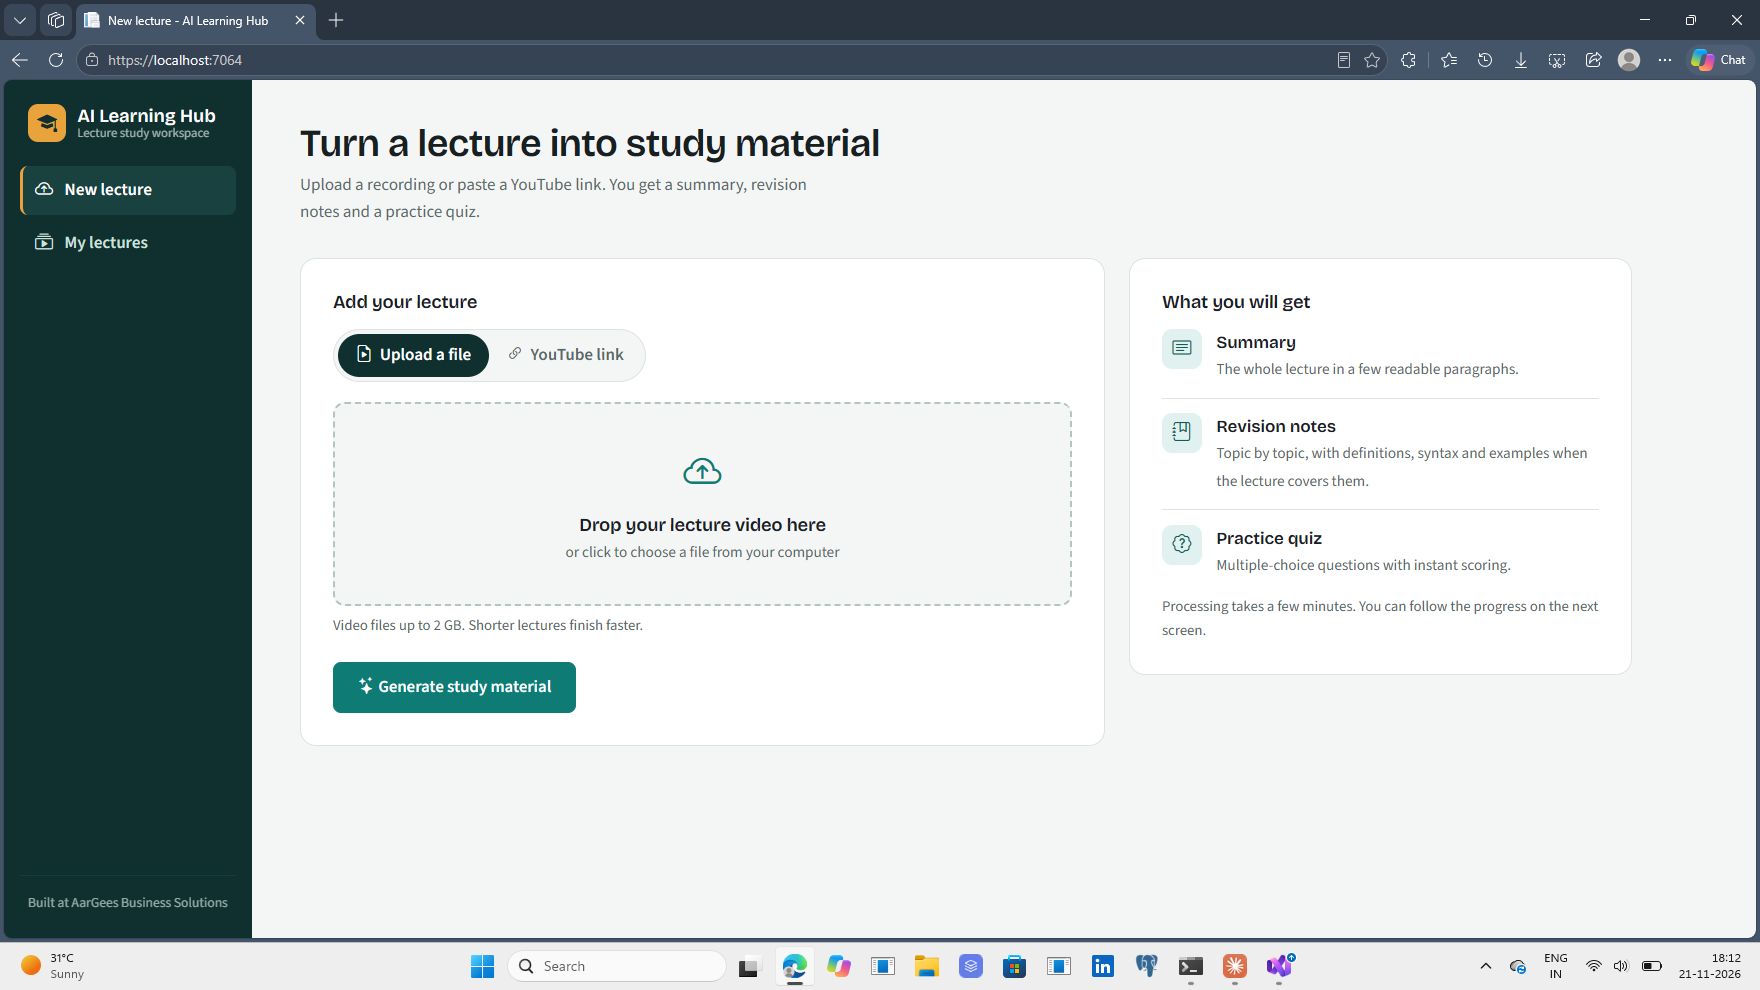 New lecture - AI Learning Hub
https://localhost:7064
Chat
AI Learning Hub
Lecture study workspace
New lecture
My lectures
Built at AarGees Business Solutions
Turn a lecture into study material
Upload a recording or paste a YouTube link. You get a summary, revision
notes and a practice quiz.
Add your lecture
Upload a file
YouTube link
Drop your lecture video here
or click to choose a file from your computer
Video files up to 2 GB. Shorter lectures finish faster.
Generate study material
What you will get
Summary
The whole lecture in a few readable paragraphs.
Revision notes
Topic by topic, with definitions, syntax and examples when
the lecture covers them.
Practice quiz
Multiple-choice questions with instant scoring.
Processing takes a few minutes. You can follow the progress on the next
screen.
31°C
Sunny
Search
in
ENG
IN
18:12
21-11-2026